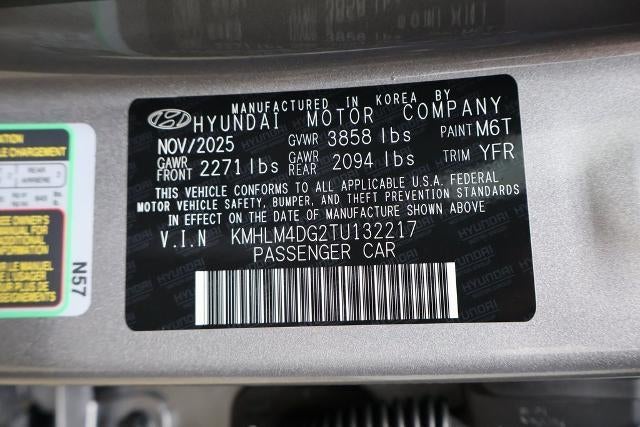 MANUFACTURED IN KOREA BY
HYUNDAI MOTOR COMPANY
NOV/2025 GVWR 3858 lbs PAINT M6T
GAWR FRONT 2271 lbs GAWR REAR 2094 lbs TRIM YFR
THIS VEHICLE CONFORMS TO ALL APPLICABLE U.S.A. FEDERAL
MOTOR VEHICLE SAFETY, BUMPER, AND THEFT PREVENTION STANDARDS
IN EFFECT ON THE DATE OF MANUFACTURE SHOWN ABOVE.
V.I.N KMHLM4DG2TU132217
PASSENGER CAR
N57